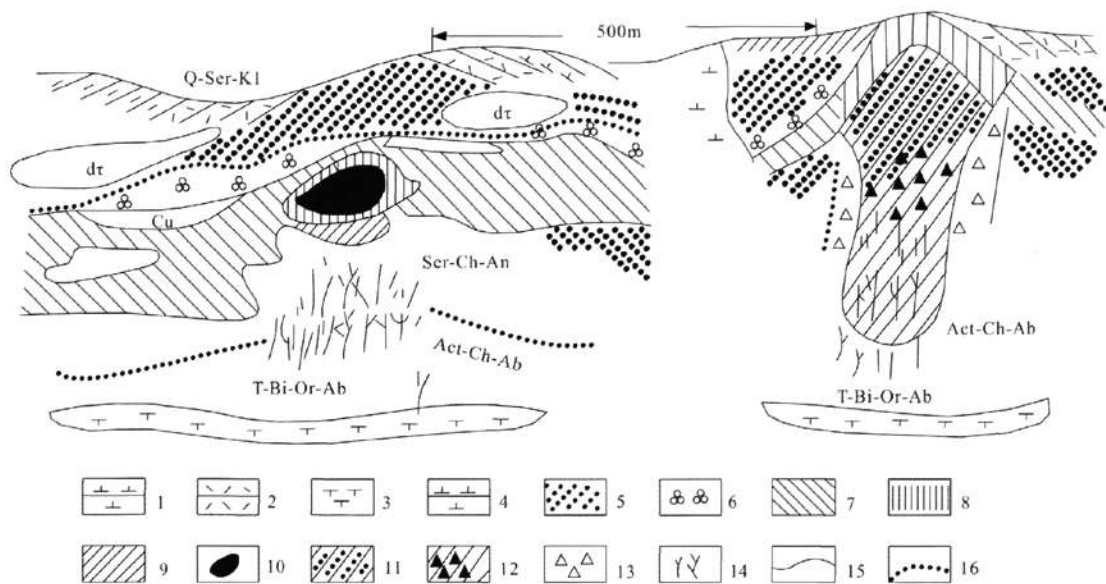 500m
Q-Ser-K1
dτ
dτ
Cu
Ser-Ch-An
Act-Ch-Ab
Act-Ch-Ab
T-Bi-Or-Ab
T-Bi-Or-Ab
1 2 3 4 5 6 7 8
9 10 11 12 13 14 15 16